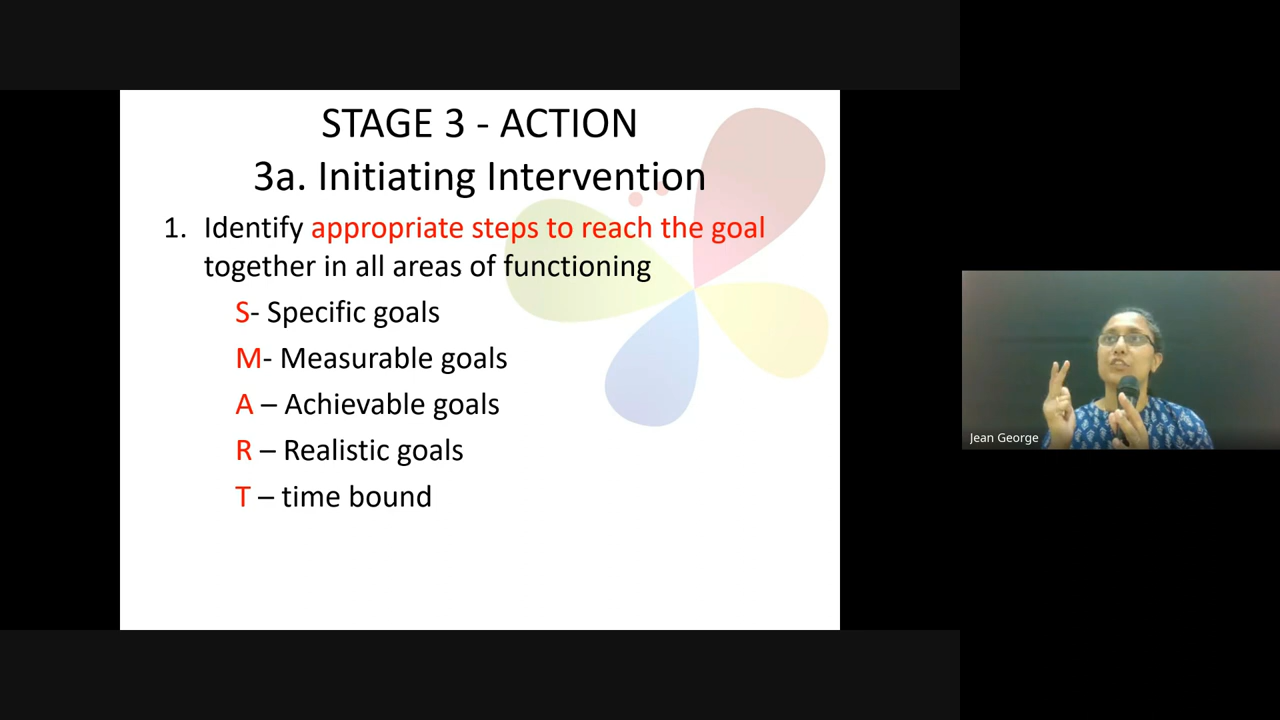 STAGE 3 - ACTION
3a. Initiating Intervention
1. Identify appropriate steps to reach the goal
together in all areas of functioning
S- Specific goals
M- Measurable goals
A – Achievable goals
R – Realistic goals
T – time bound
Jean George